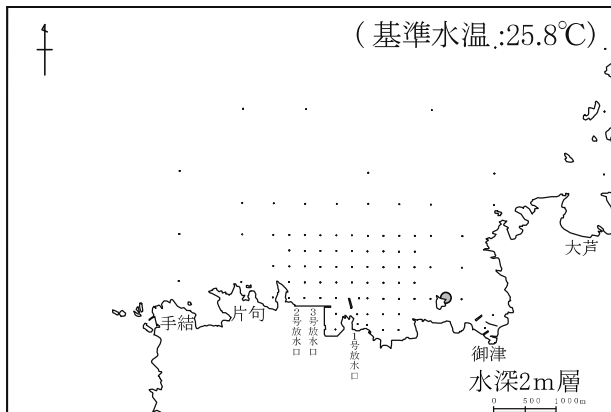 (基準水温:25.8℃)
大芦
手結
片句
2号放水口
3号放水口
1号放水口
御津
水深2m層
0 500 1000m